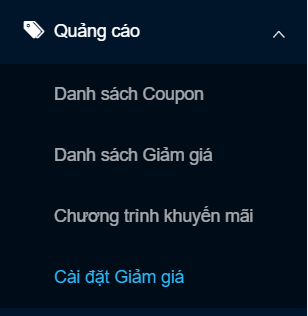 Quảng cáo
Danh sách Coupon
Danh sách Giảm giá
Chương trình khuyến mãi
Cài đặt Giảm giá